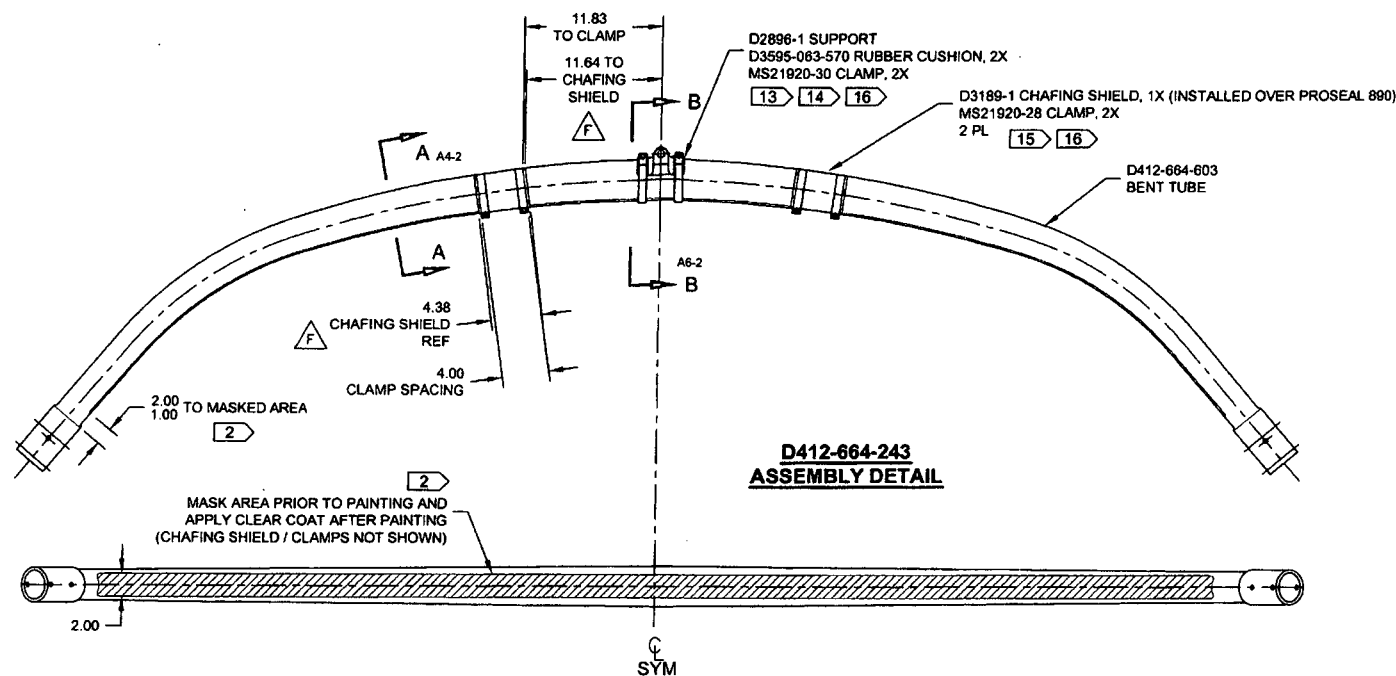 11.83
TO CLAMP
11.64 TO
CHAFING
SHIELD
F
B
D2896-1 SUPPORT
D3595-063-570 RUBBER CUSHION, 2X
MS21920-30 CLAMP, 2X
13 14 16
D3189-1 CHAFING SHIELD, 1X (INSTALLED OVER PROSEAL 890)
MS21920-28 CLAMP, 2X
2 PL 15 16
A A4-2
D412-664-603
BENT TUBE
A
A6-2
B
4.38
CHAFING SHIELD
REF
F
4.00
CLAMP SPACING
2.00
1.00 TO MASKED AREA
2
D412-664-243
ASSEMBLY DETAIL
2
MASK AREA PRIOR TO PAINTING AND
APPLY CLEAR COAT AFTER PAINTING
(CHAFING SHIELD / CLAMPS NOT SHOWN)
2.00
CL
SYM